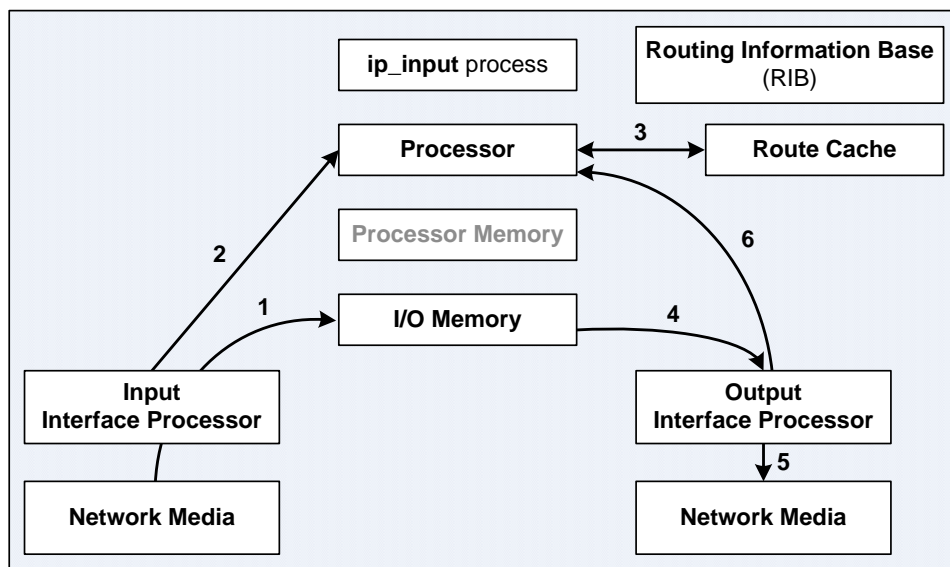 ip_input process
Routing Information Base
(RIB)
Processor
3
Route Cache
2
Processor Memory
6
1
I/O Memory
4
Input
Interface Processor
Output
Interface Processor
5
Network Media
Network Media